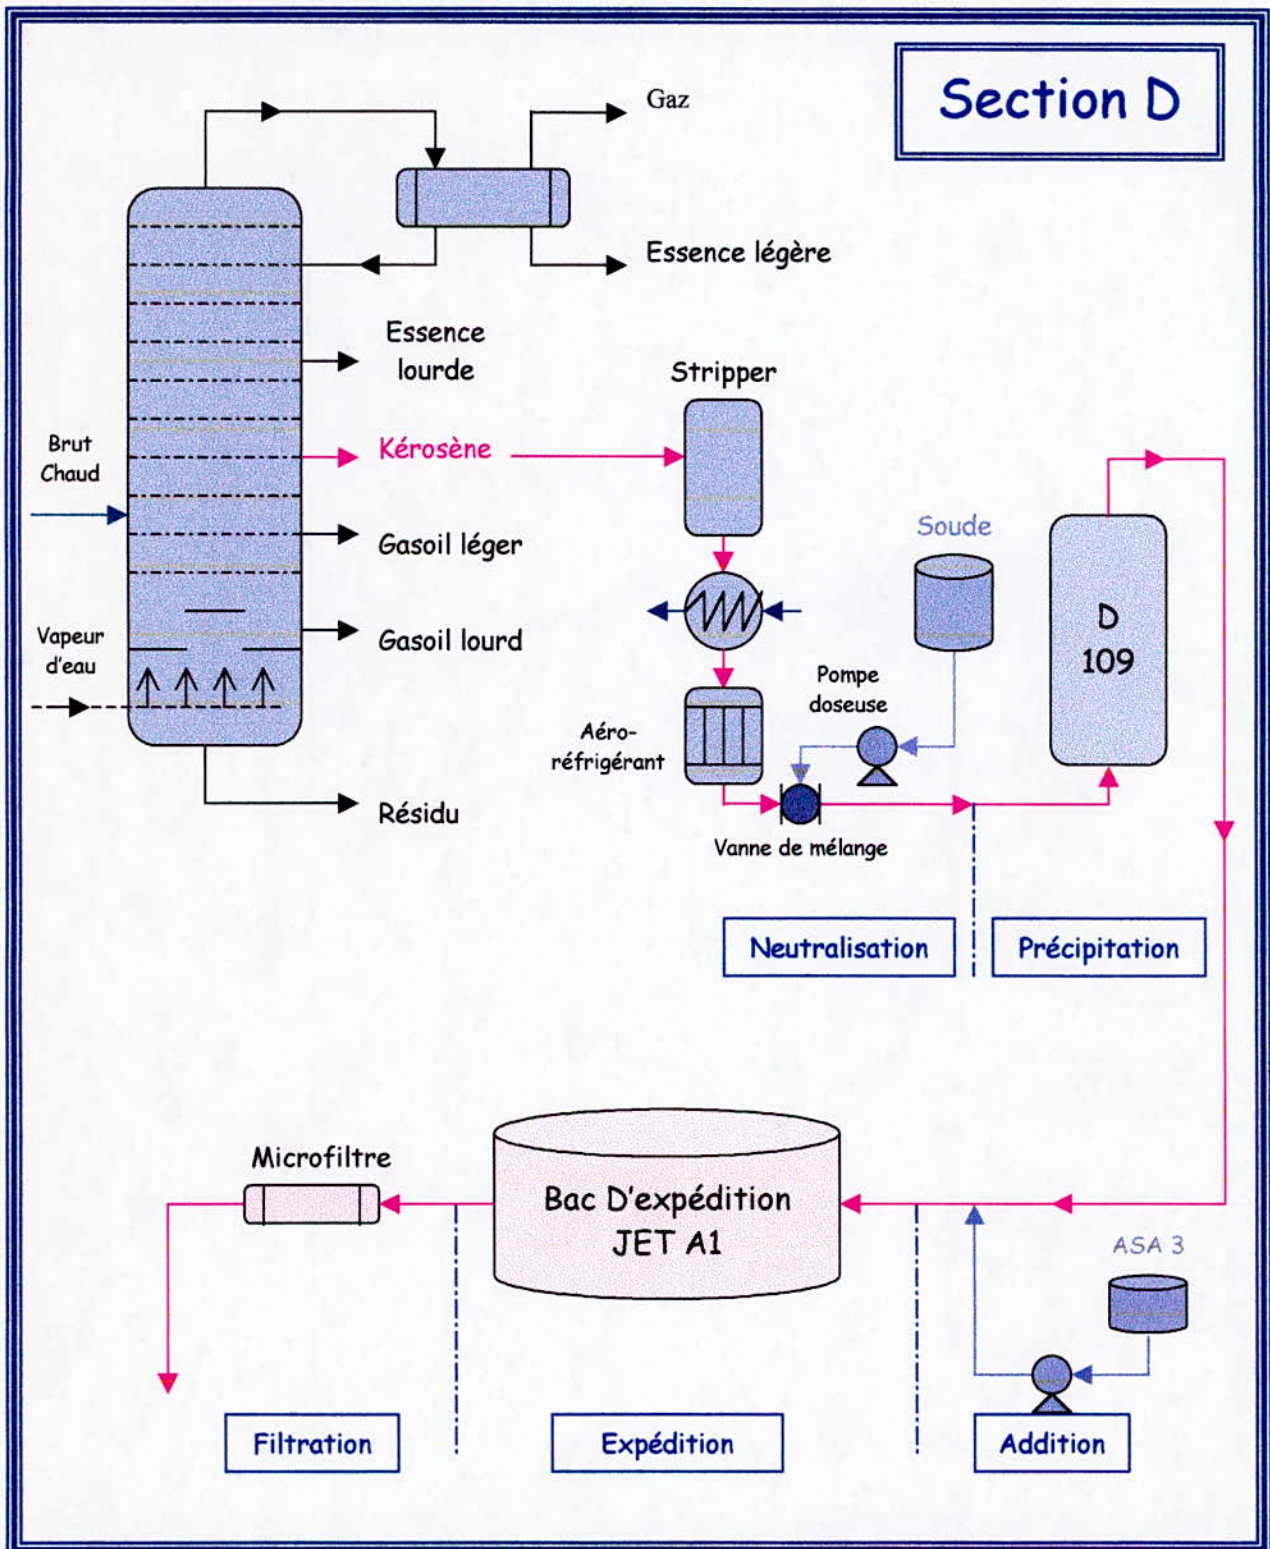 Section D
Gaz
Essence légère
Essence
lourde
Stripper
Brut
Chaud
Kérosène
Soude
Gasoil léger
D
109
Vapeur
d'eau
Gasoil lourd
Pompe
doseuse
Aéro-
réfrigérant
Résidu
Vanne de mélange
Neutralisation
Précipitation
Microfiltre
Bac D'expédition
JET A1
ASA 3
Filtration
Expédition
Addition